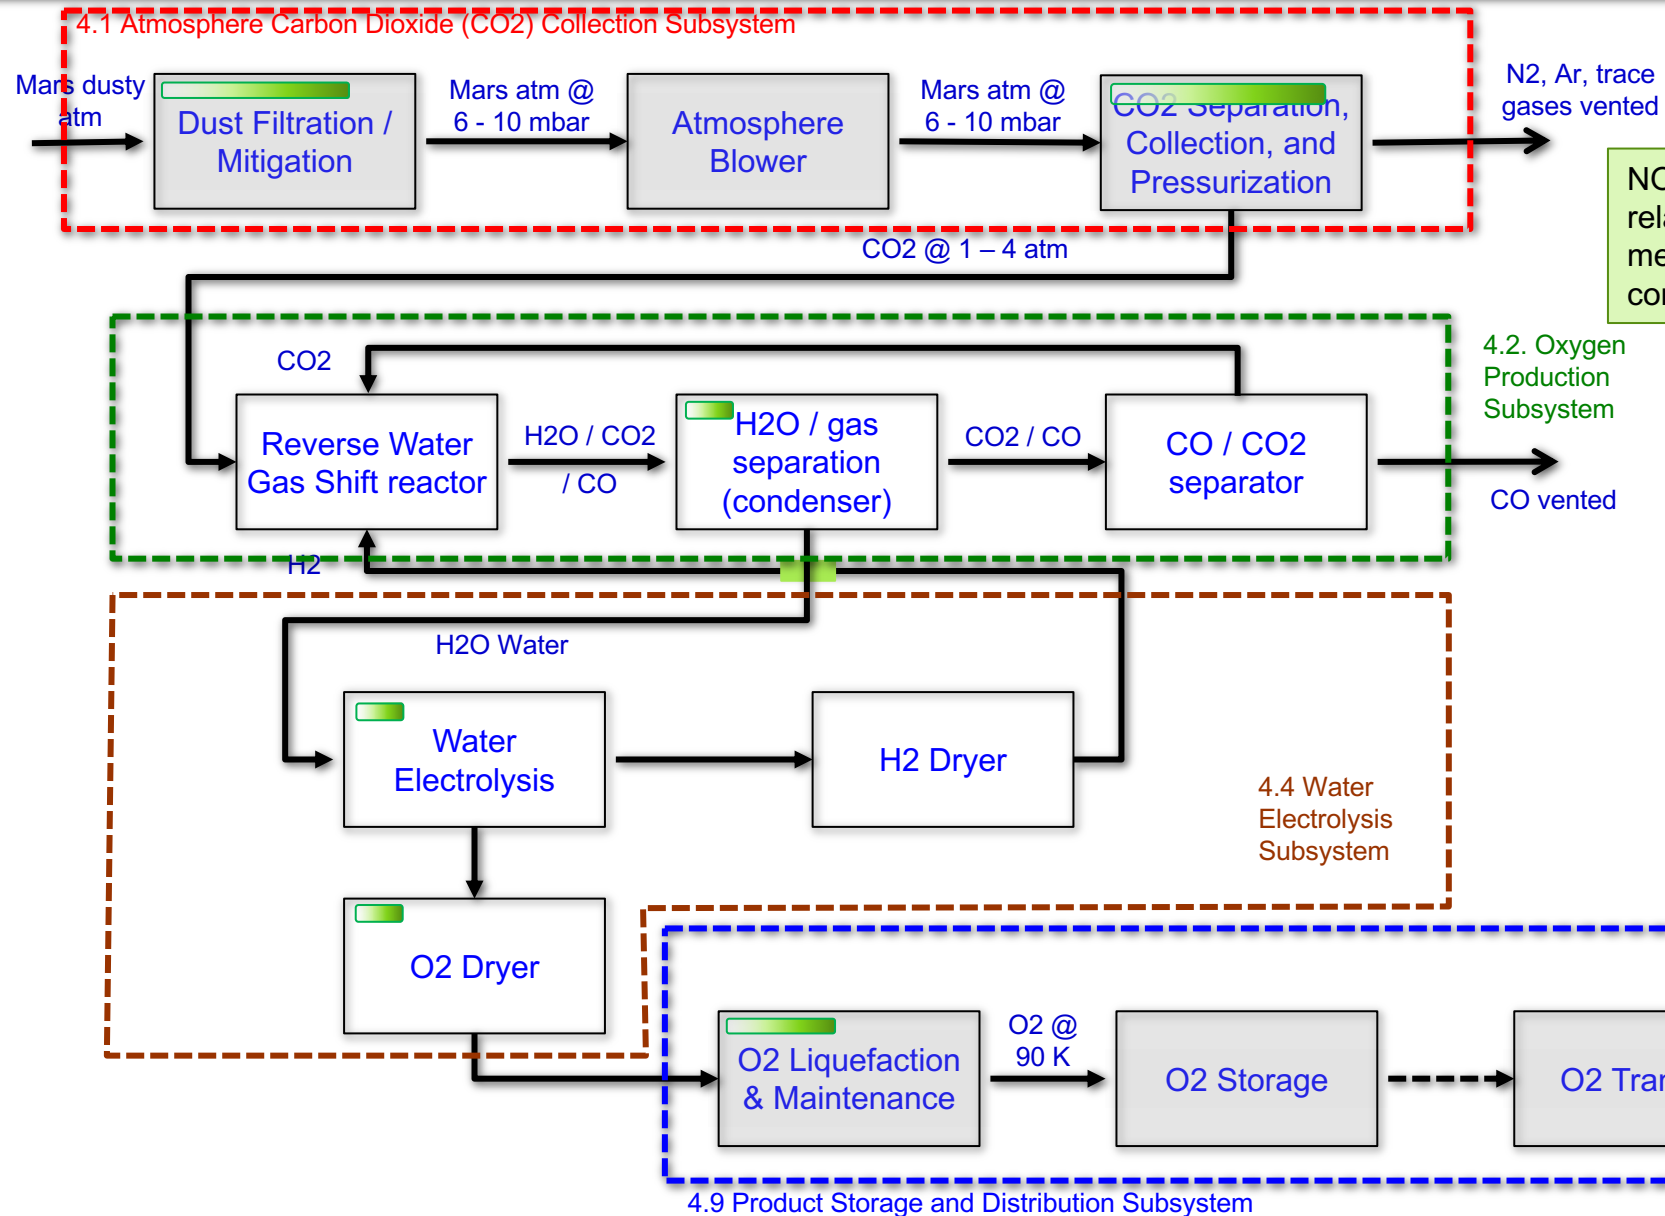 4.1 Atmosphere Carbon Dioxide (CO2) Collection Subsystem
Mars dusty
atm
Dust Filtration /
Mitigation
Mars atm @
6 - 10 mbar
Atmosphere
Blower
Mars atm @
6 - 10 mbar
CO2 Separation,
Collection, and
Pressurization
N2, Ar, trace
gases vented
CO2 @ 1 – 4 atm
4.2. Oxygen
Production
Subsystem
CO2
Reverse Water
Gas Shift reactor
H2O / CO2
/ CO
H2O / gas
separation
(condenser)
CO2 / CO
CO / CO2
separator
CO vented
H2
H2O Water
Water
Electrolysis
H2 Dryer
4.4 Water
Electrolysis
Subsystem
O2 Dryer
O2 Liquefaction
& Maintenance
O2 @
90 K
O2 Storage
O2
4.9 Product Storage and Distribution Subsystem